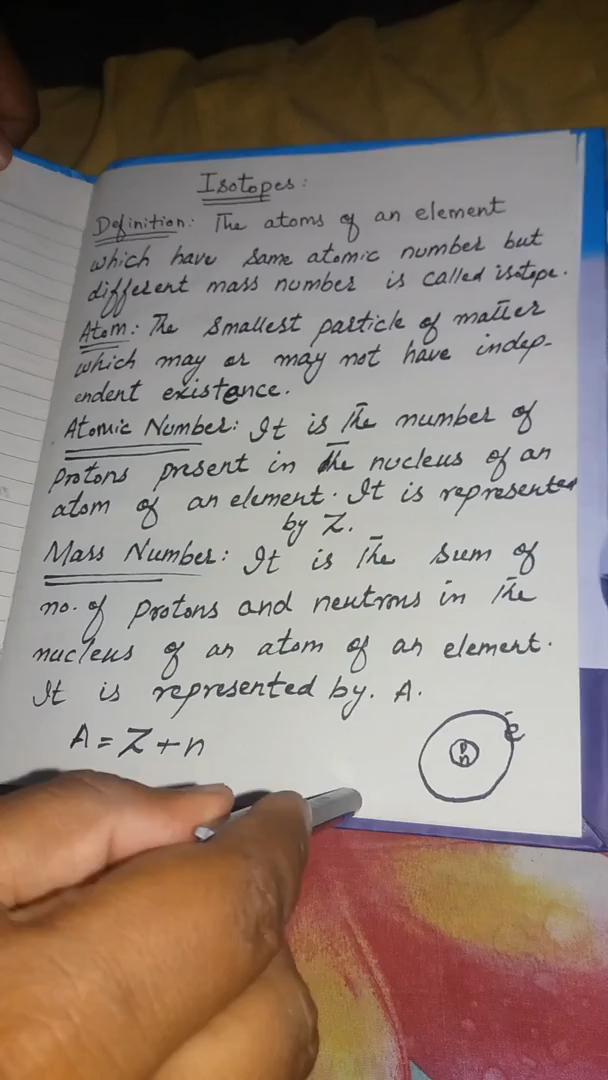 Isotopes:
Definition: The atoms of an element
which have same atomic number but
different mass number is called isotope.
Atom: The smallest particle of matter
which may or may not have indep-
endent existance.
Atomic Number: It is the number of
protons present in the nucleus of an
atom of an element. It is represented
by Z.
Mass Number: It is the sum of
no. of protons and neutrons in the
nucleus of an atom of an element.
It is represented by. A.
A = Z + n
e
p
n